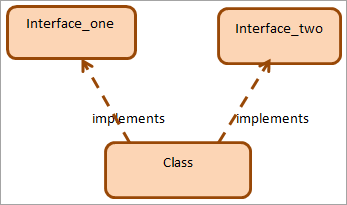 Interface_one
Interface_two
implements
implements
Class